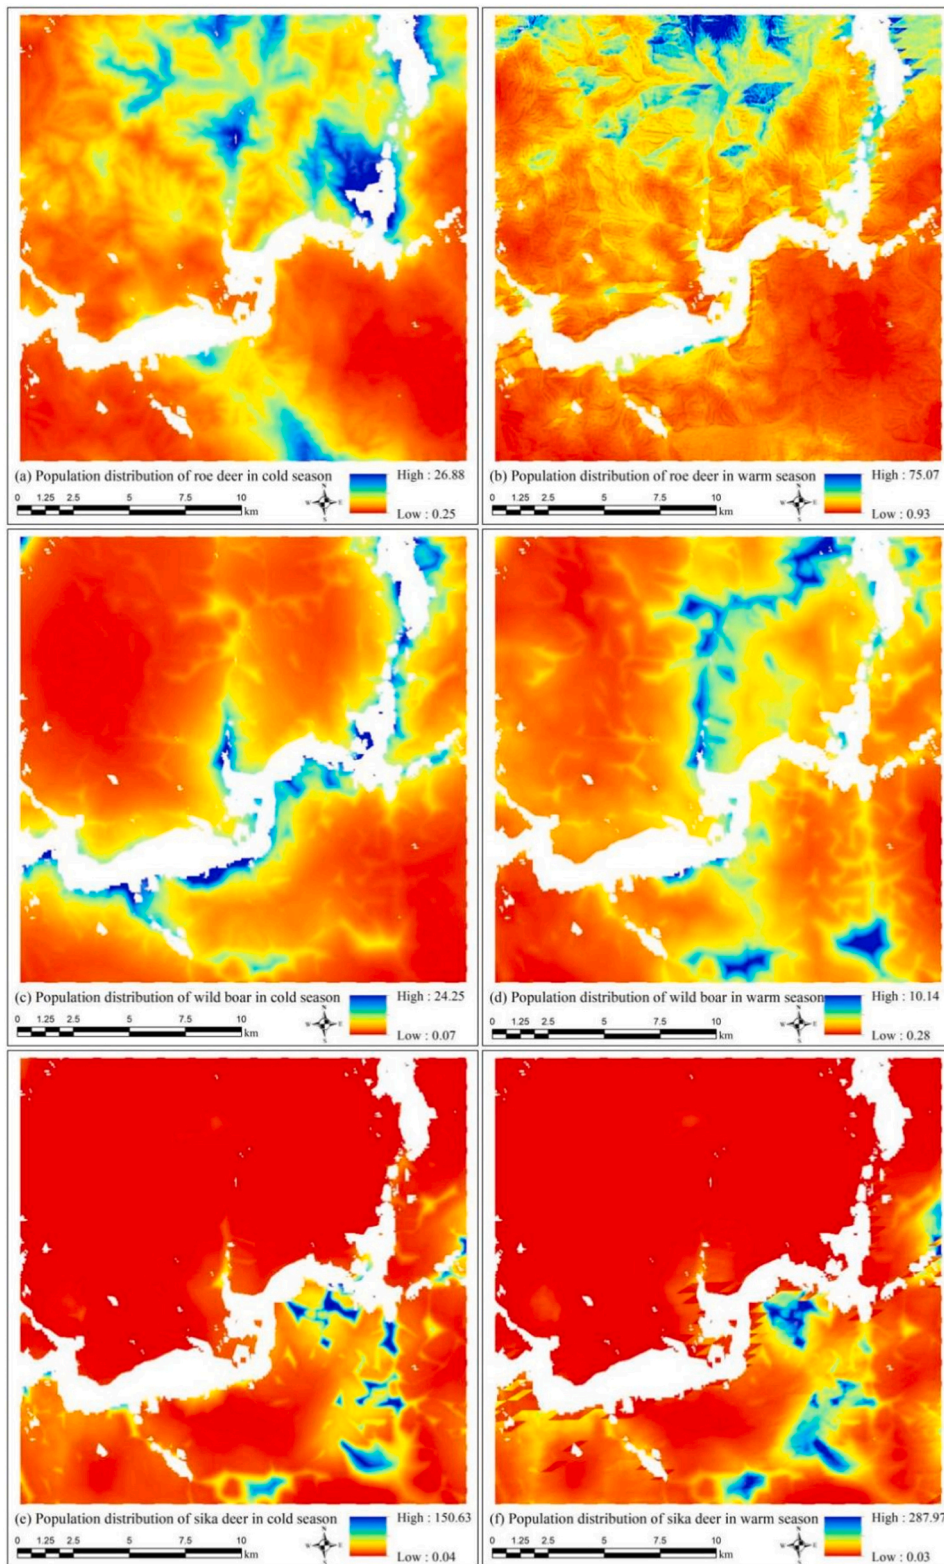 (a) Population distribution of roe deer in cold season
High : 26.88
0 1.25 2.5 5 7.5 10
km
W N E S
Low : 0.25
(b) Population distribution of roe deer in warm season
High : 75.07
0 1.25 2.5 5 7.5 10
km
W N E S
Low : 0.93
(c) Population distribution of wild boar in cold season
High : 24.25
0 1.25 2.5 5 7.5 10
km
W N E S
Low : 0.07
(d) Population distribution of wild boar in warm season
High : 10.14
0 1.25 2.5 5 7.5 10
km
W N E S
Low : 0.28
(e) Population distribution of sika deer in cold season
High : 150.63
0 1.25 2.5 5 7.5 10
km
W N E S
Low : 0.04
(f) Population distribution of sika deer in warm season
High : 287.97
0 1.25 2.5 5 7.5 10
km
W N E S
Low : 0.03